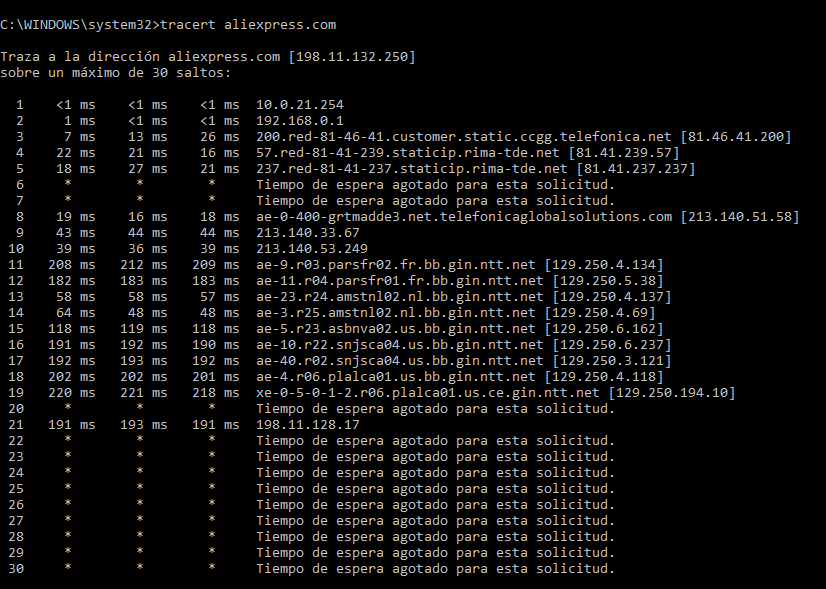 C:\WINDOWS\system32>tracert aliexpress.com
Traza a la dirección aliexpress.com [198.11.132.250]
sobre un máximo de 30 saltos:
1 <1 ms <1 ms <1 ms 10.0.21.254
2 1 ms <1 ms <1 ms 192.168.0.1
3 7 ms 13 ms 26 ms 200.red-81-46-41.customer.static.ccgg.telefonica.net [81.46.41.200]
4 22 ms 21 ms 16 ms 57.red-81-41-239.staticip.rima-tde.net [81.41.239.57]
5 18 ms 27 ms 21 ms 237.red-81-41-237.staticip.rima-tde.net [81.41.237.237]
6 * * * Tiempo de espera agotado para esta solicitud.
7 * * * Tiempo de espera agotado para esta solicitud.
8 19 ms 16 ms 18 ms ae-0-400-grtmadde3.net.telefonicaglobalsolutions.com [213.140.51.58]
9 43 ms 44 ms 44 ms 213.140.33.67
10 39 ms 36 ms 39 ms 213.140.53.249
11 208 ms 212 ms 209 ms ae-9.r03.parsfr02.fr.bb.gin.ntt.net [129.250.4.134]
12 182 ms 183 ms 183 ms ae-11.r04.parsfr01.fr.bb.gin.ntt.net [129.250.5.38]
13 58 ms 58 ms 57 ms ae-23.r24.amstnl02.nl.bb.gin.ntt.net [129.250.4.137]
14 64 ms 48 ms 48 ms ae-3.r25.amstnl02.nl.bb.gin.ntt.net [129.250.4.69]
15 118 ms 119 ms 118 ms ae-5.r23.asbnva02.us.bb.gin.ntt.net [129.250.6.162]
16 191 ms 192 ms 190 ms ae-10.r22.snjsca04.us.bb.gin.ntt.net [129.250.6.237]
17 192 ms 193 ms 192 ms ae-40.r02.snjsca04.us.bb.gin.ntt.net [129.250.3.121]
18 202 ms 202 ms 201 ms ae-4.r06.plalca01.us.bb.gin.ntt.net [129.250.4.118]
19 220 ms 221 ms 218 ms xe-0-5-0-1-2.r06.plalca01.us.ce.gin.ntt.net [129.250.194.10]
20 * * * Tiempo de espera agotado para esta solicitud.
21 191 ms 193 ms 191 ms 198.11.128.17
22 * * * Tiempo de espera agotado para esta solicitud.
23 * * * Tiempo de espera agotado para esta solicitud.
24 * * * Tiempo de espera agotado para esta solicitud.
25 * * * Tiempo de espera agotado para esta solicitud.
26 * * * Tiempo de espera agotado para esta solicitud.
27 * * * Tiempo de espera agotado para esta solicitud.
28 * * * Tiempo de espera agotado para esta solicitud.
29 * * * Tiempo de espera agotado para esta solicitud.
30 * * * Tiempo de espera agotado para esta solicitud.